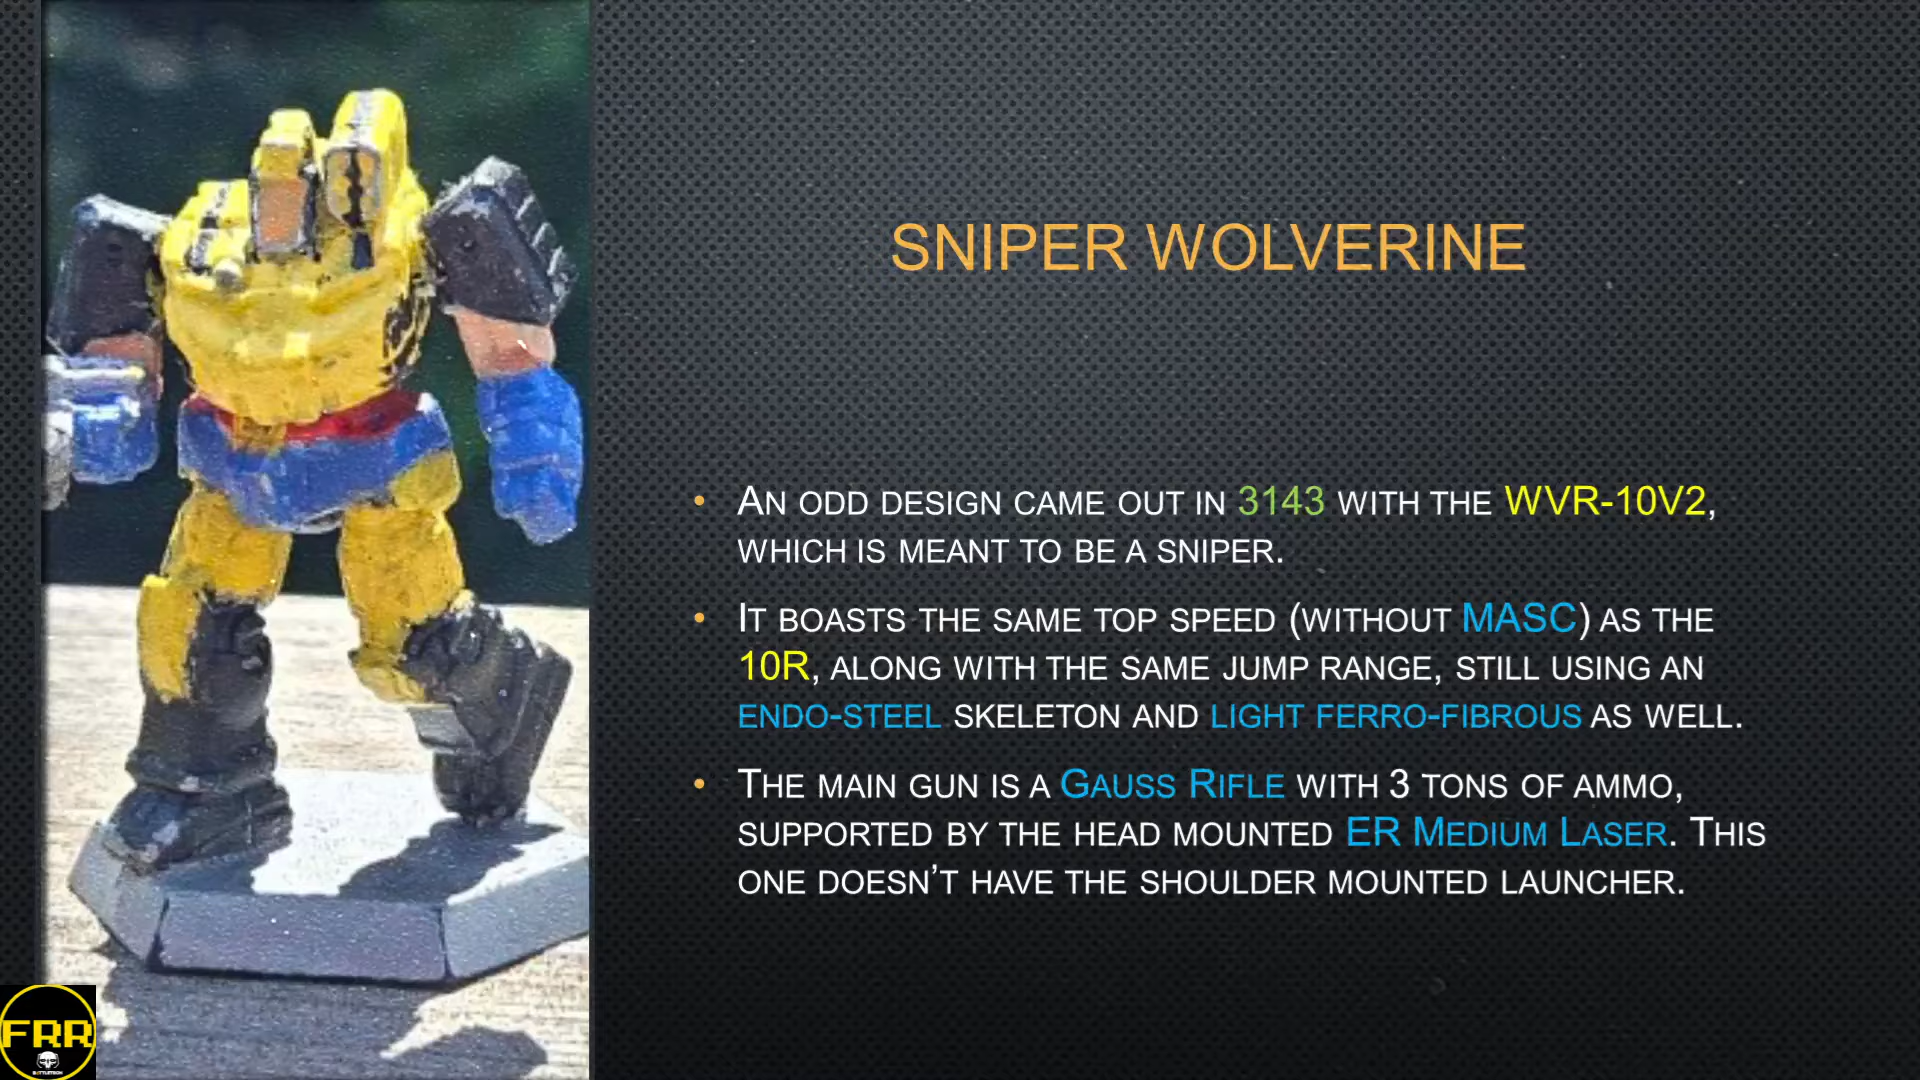 SNIPER WOLVERINE
• AN ODD DESIGN CAME OUT IN 3143 WITH THE WVR-10V2,
WHICH IS MEANT TO BE A SNIPER.
• IT BOASTS THE SAME TOP SPEED (WITHOUT MASC) AS THE
10R, ALONG WITH THE SAME JUMP RANGE, STILL USING AN
ENDO-STEEL SKELETON AND LIGHT FERRO-FIBROUS AS WELL.
• THE MAIN GUN IS A GAUSS RIFLE WITH 3 TONS OF AMMO,
SUPPORTED BY THE HEAD MOUNTED ER MEDIUM LASER. THIS
ONE DOESN'T HAVE THE SHOULDER MOUNTED LAUNCHER.
FRR
BATTLETECH